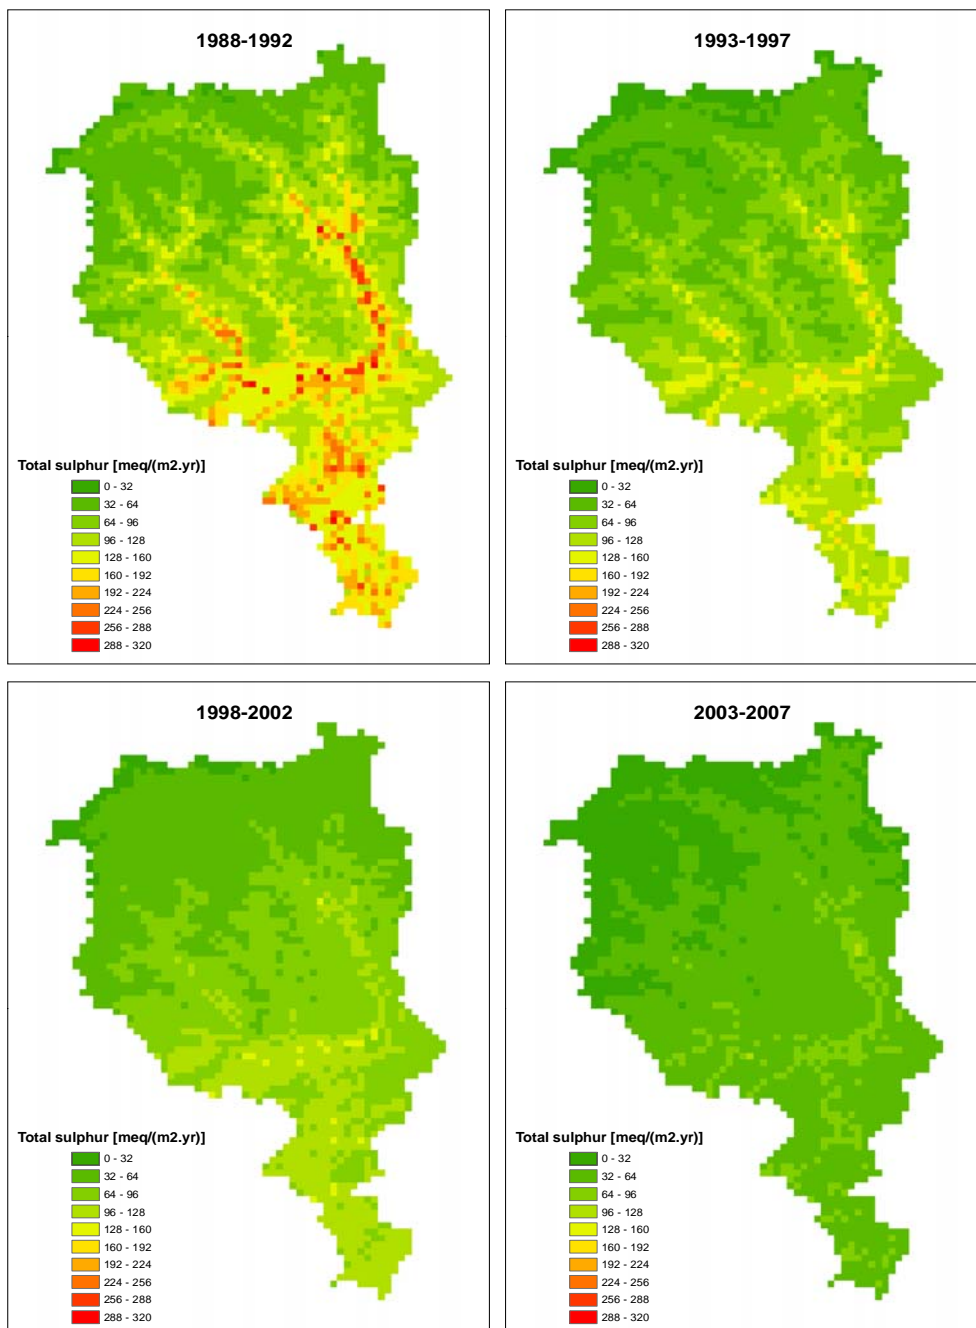 1988-1992
Total sulphur [meq/(m2.yr)]
0 - 32
32 - 64
64 - 96
96 - 128
128 - 160
160 - 192
192 - 224
224 - 256
256 - 288
288 - 320
1993-1997
Total sulphur [meq/(m2.yr)]
0 - 32
32 - 64
64 - 96
96 - 128
128 - 160
160 - 192
192 - 224
224 - 256
256 - 288
288 - 320
1998-2002
Total sulphur [meq/(m2.yr)]
0 - 32
32 - 64
64 - 96
96 - 128
128 - 160
160 - 192
192 - 224
224 - 256
256 - 288
288 - 320
2003-2007
Total sulphur [meq/(m2.yr)]
0 - 32
32 - 64
64 - 96
96 - 128
128 - 160
160 - 192
192 - 224
224 - 256
256 - 288
288 - 320